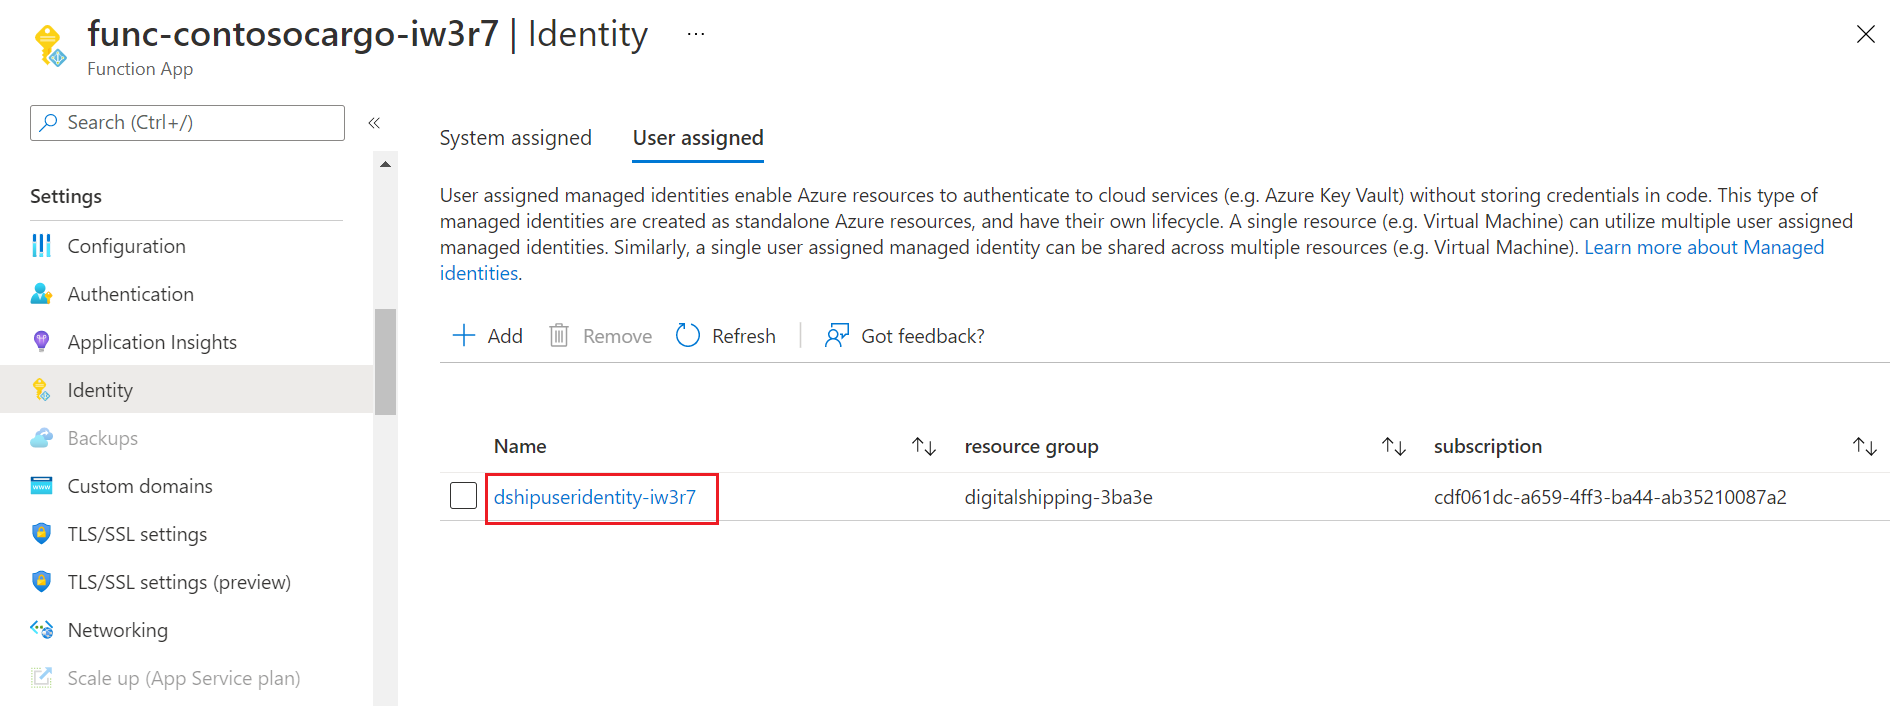 func-contosocargo-iw3r7 | Identity ...
Function App
Search (Ctrl+/)
«
Settings
Configuration
Authentication
Application Insights
Identity
Backups
Custom domains
TLS/SSL settings
TLS/SSL settings (preview)
Networking
Scale up (App Service plan)
System assigned
User assigned
User assigned managed identities enable Azure resources to authenticate to cloud services (e.g. Azure Key Vault) without storing credentials in code. This type of
managed identities are created as standalone Azure resources, and have their own lifecycle. A single resource (e.g. Virtual Machine) can utilize multiple user assigned
managed identities. Similarly, a single user assigned managed identity can be shared across multiple resources (e.g. Virtual Machine). Learn more about Managed
identities.
Add Remove Refresh Got feedback?
Name resource group subscription
dshipuseridentity-iw3r7 digitalshipping-3ba3e cdf061dc-a659-4ff3-ba44-ab35210087a2